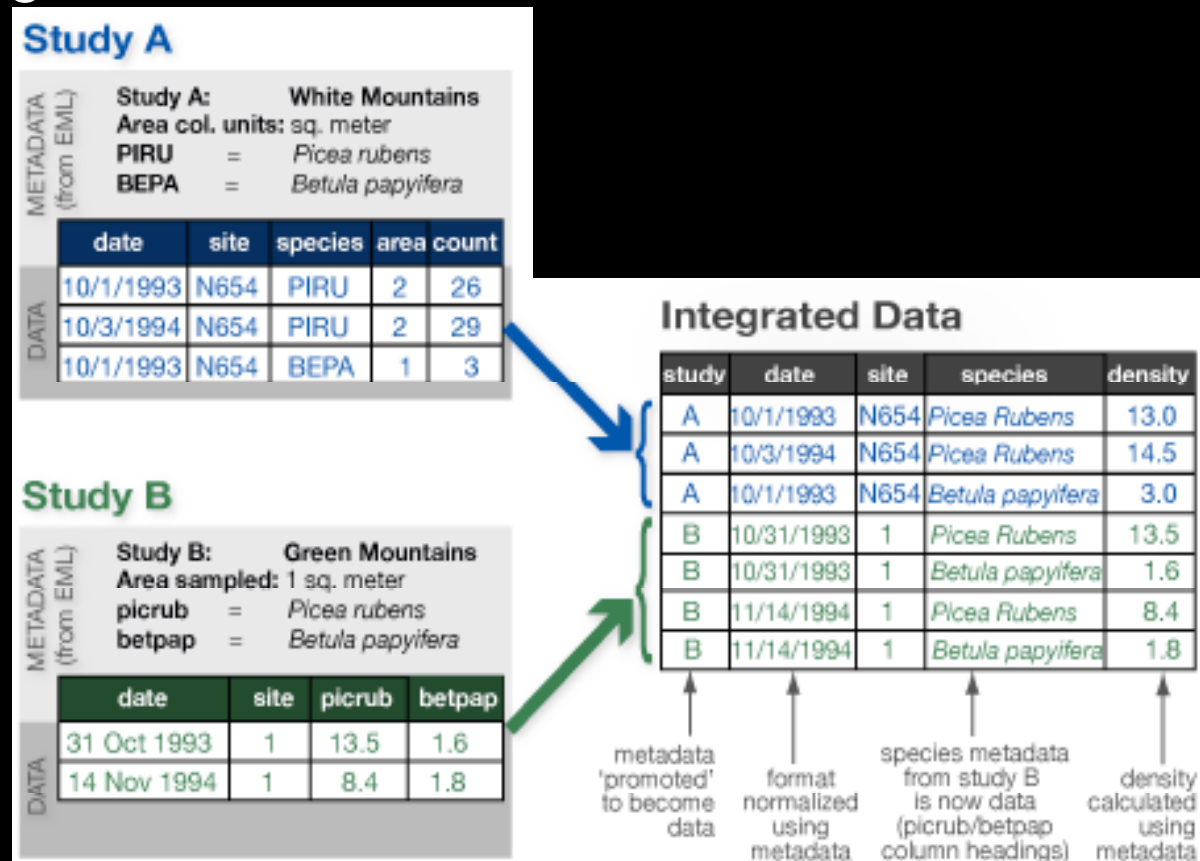 Study A
METADATA
(from EML)
Study A: White Mountains
Area col. units: sq. meter
PIRU = Picea rubens
BEPA = Betula papyifera
date site species area count
DATA
10/1/1993 N654 PIRU 2 26
10/3/1994 N654 PIRU 2 29
10/1/1993 N654 BEPA 1 3
Study B
METADATA
(from EML)
Study B: Green Mountains
Area sampled: 1 sq. meter
picrub = Picea rubens
betpap = Betula papyifera
date site picrub betpap
DATA
31 Oct 1993 1 13.5 1.6
14 Nov 1994 1 8.4 1.8
Integrated Data
study date site species density
A 10/1/1993 N654 Picea Rubens 13.0
A 10/3/1994 N654 Picea Rubens 14.5
A 10/1/1993 N654 Betula papyifera 3.0
B 10/31/1993 1 Picea Rubens 13.5
B 10/31/1993 1 Betula papyifera 1.6
B 11/14/1994 1 Picea Rubens 8.4
B 11/14/1994 1 Betula papyifera 1.8
metadata
'promoted'
to become
data
format
normalized
using
metadata
species metadata
from study B
is now data
(picrub/betpap
column headings)
density
calculated
using
metadata